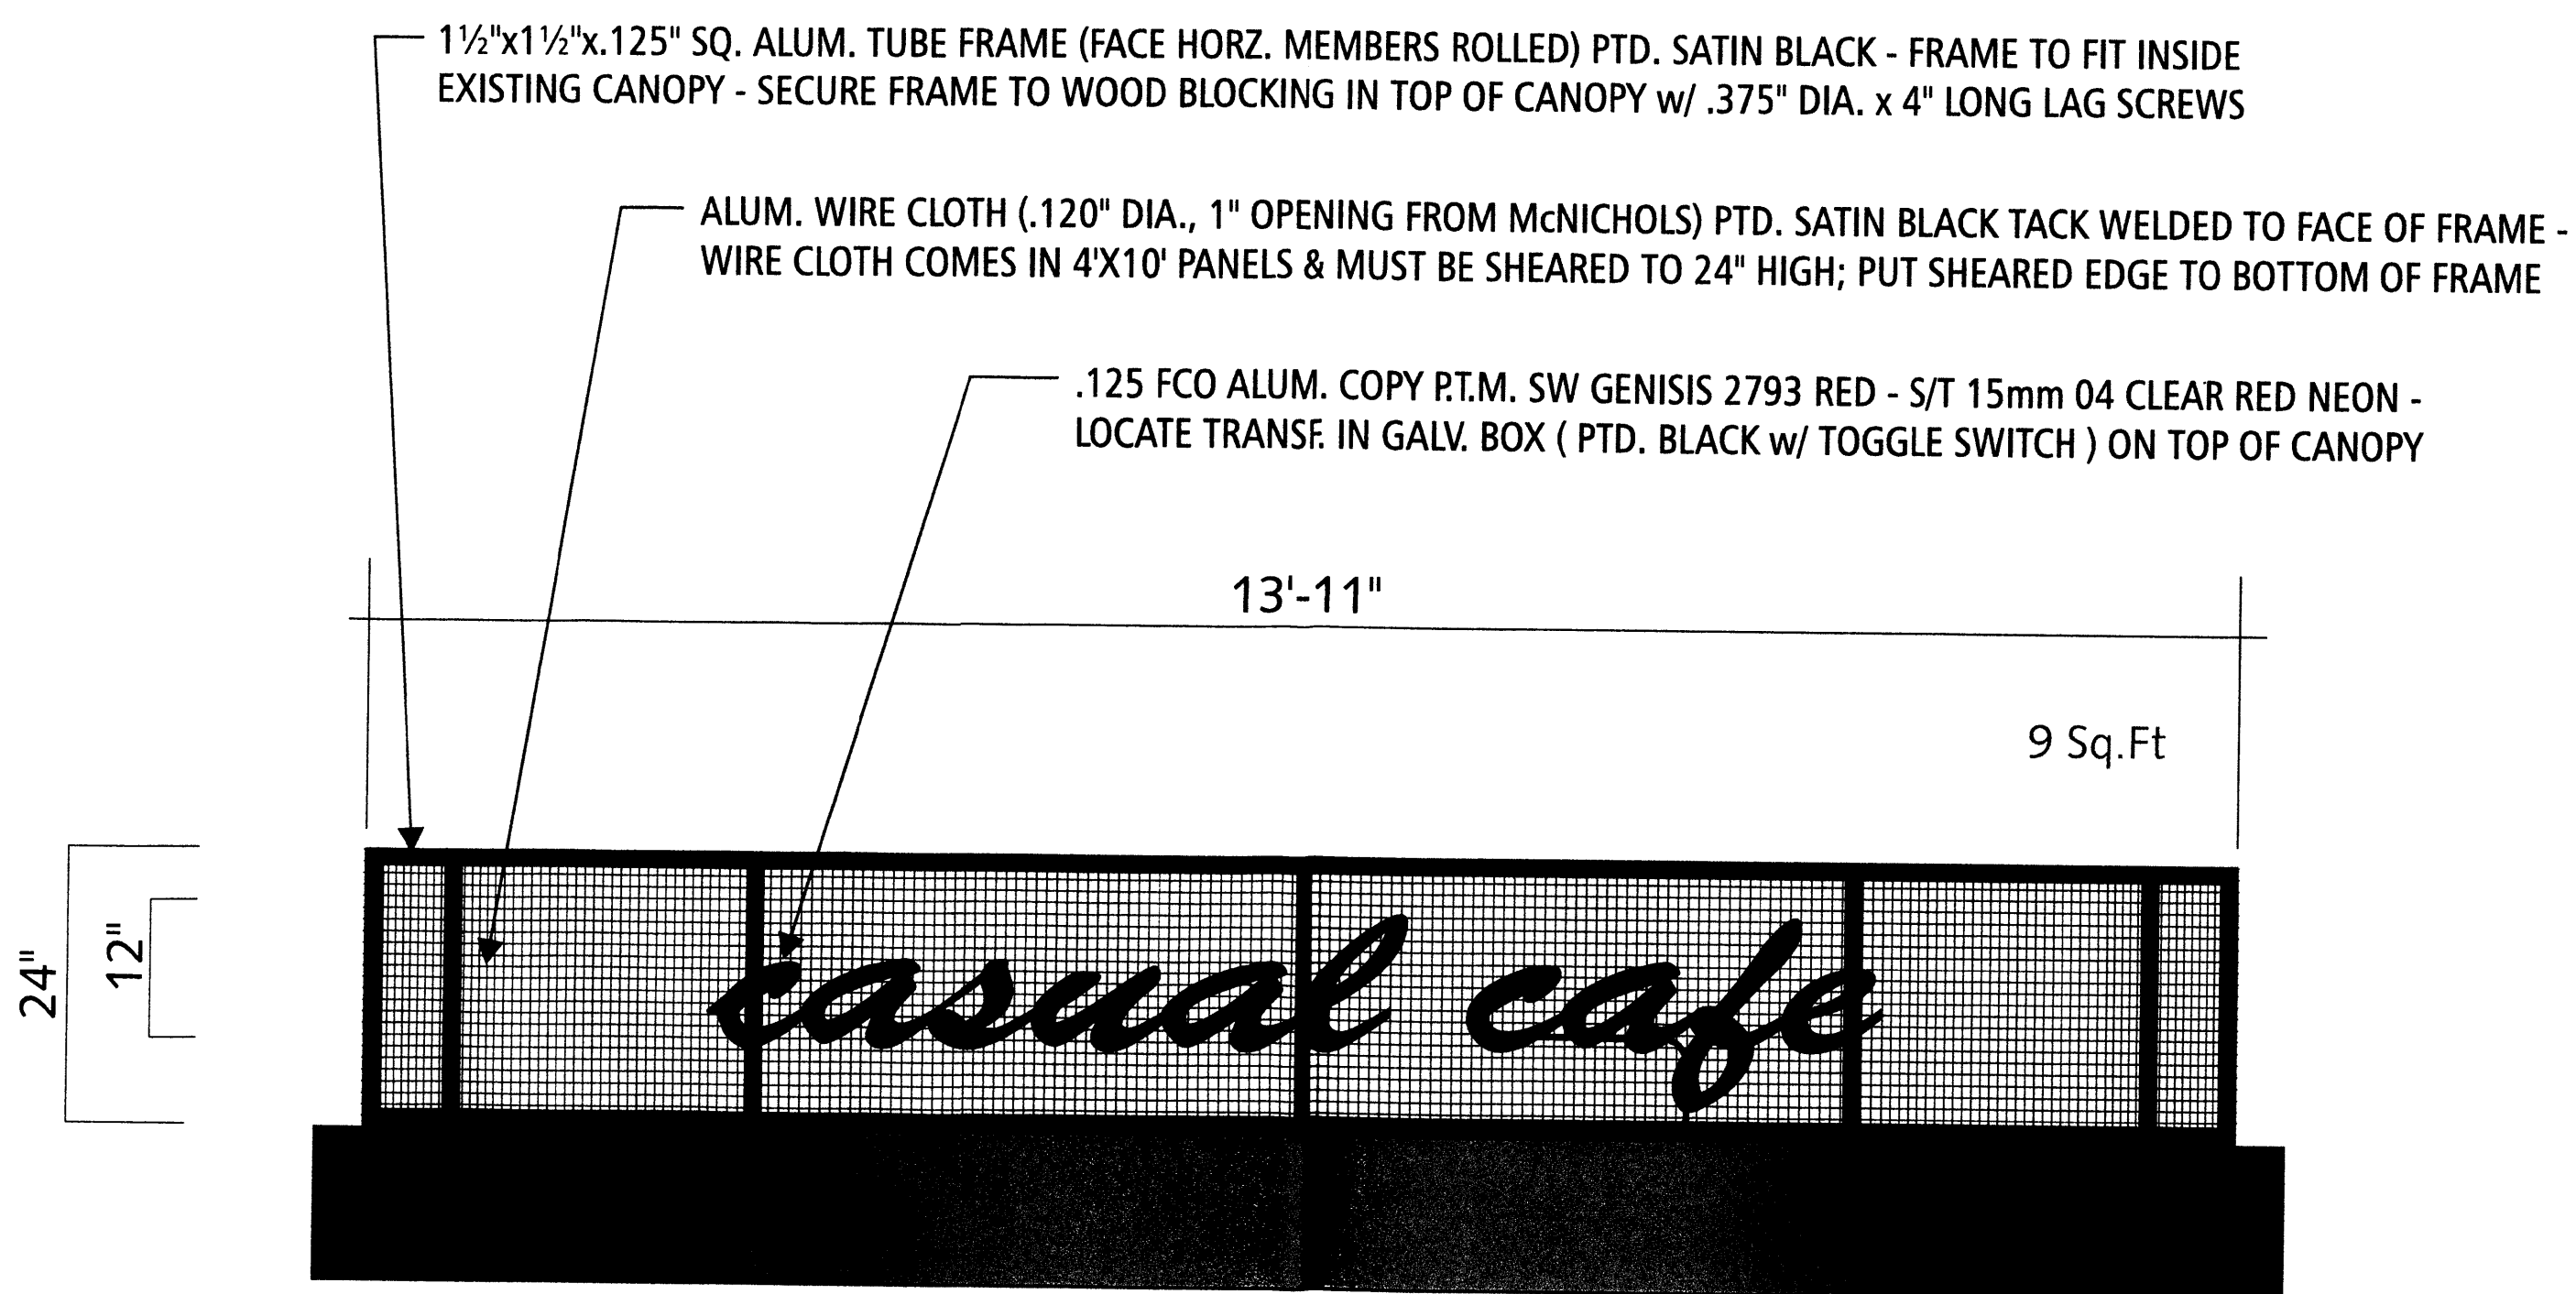 1½"x1½"x.125" SQ. ALUM. TUBE FRAME (FACE HORZ. MEMBERS ROLLED) PTD. SATIN BLACK - FRAME TO FIT INSIDE
EXISTING CANOPY - SECURE FRAME TO WOOD BLOCKING IN TOP OF CANOPY w/ .375" DIA. x 4" LONG LAG SCREWS
ALUM. WIRE CLOTH (.120" DIA., 1" OPENING FROM McNICHOLS) PTD. SATIN BLACK TACK WELDED TO FACE OF FRAME -
WIRE CLOTH COMES IN 4'X10' PANELS & MUST BE SHEARED TO 24" HIGH; PUT SHEARED EDGE TO BOTTOM OF FRAME
.125 FCO ALUM. COPY P.T.M. SW GENISIS 2793 RED - S/T 15mm 04 CLEAR RED NEON -
LOCATE TRANSF. IN GALV. BOX ( PTD. BLACK w/ TOGGLE SWITCH ) ON TOP OF CANOPY
13'-11"
9 Sq.Ft
24"
12"
casual cafe